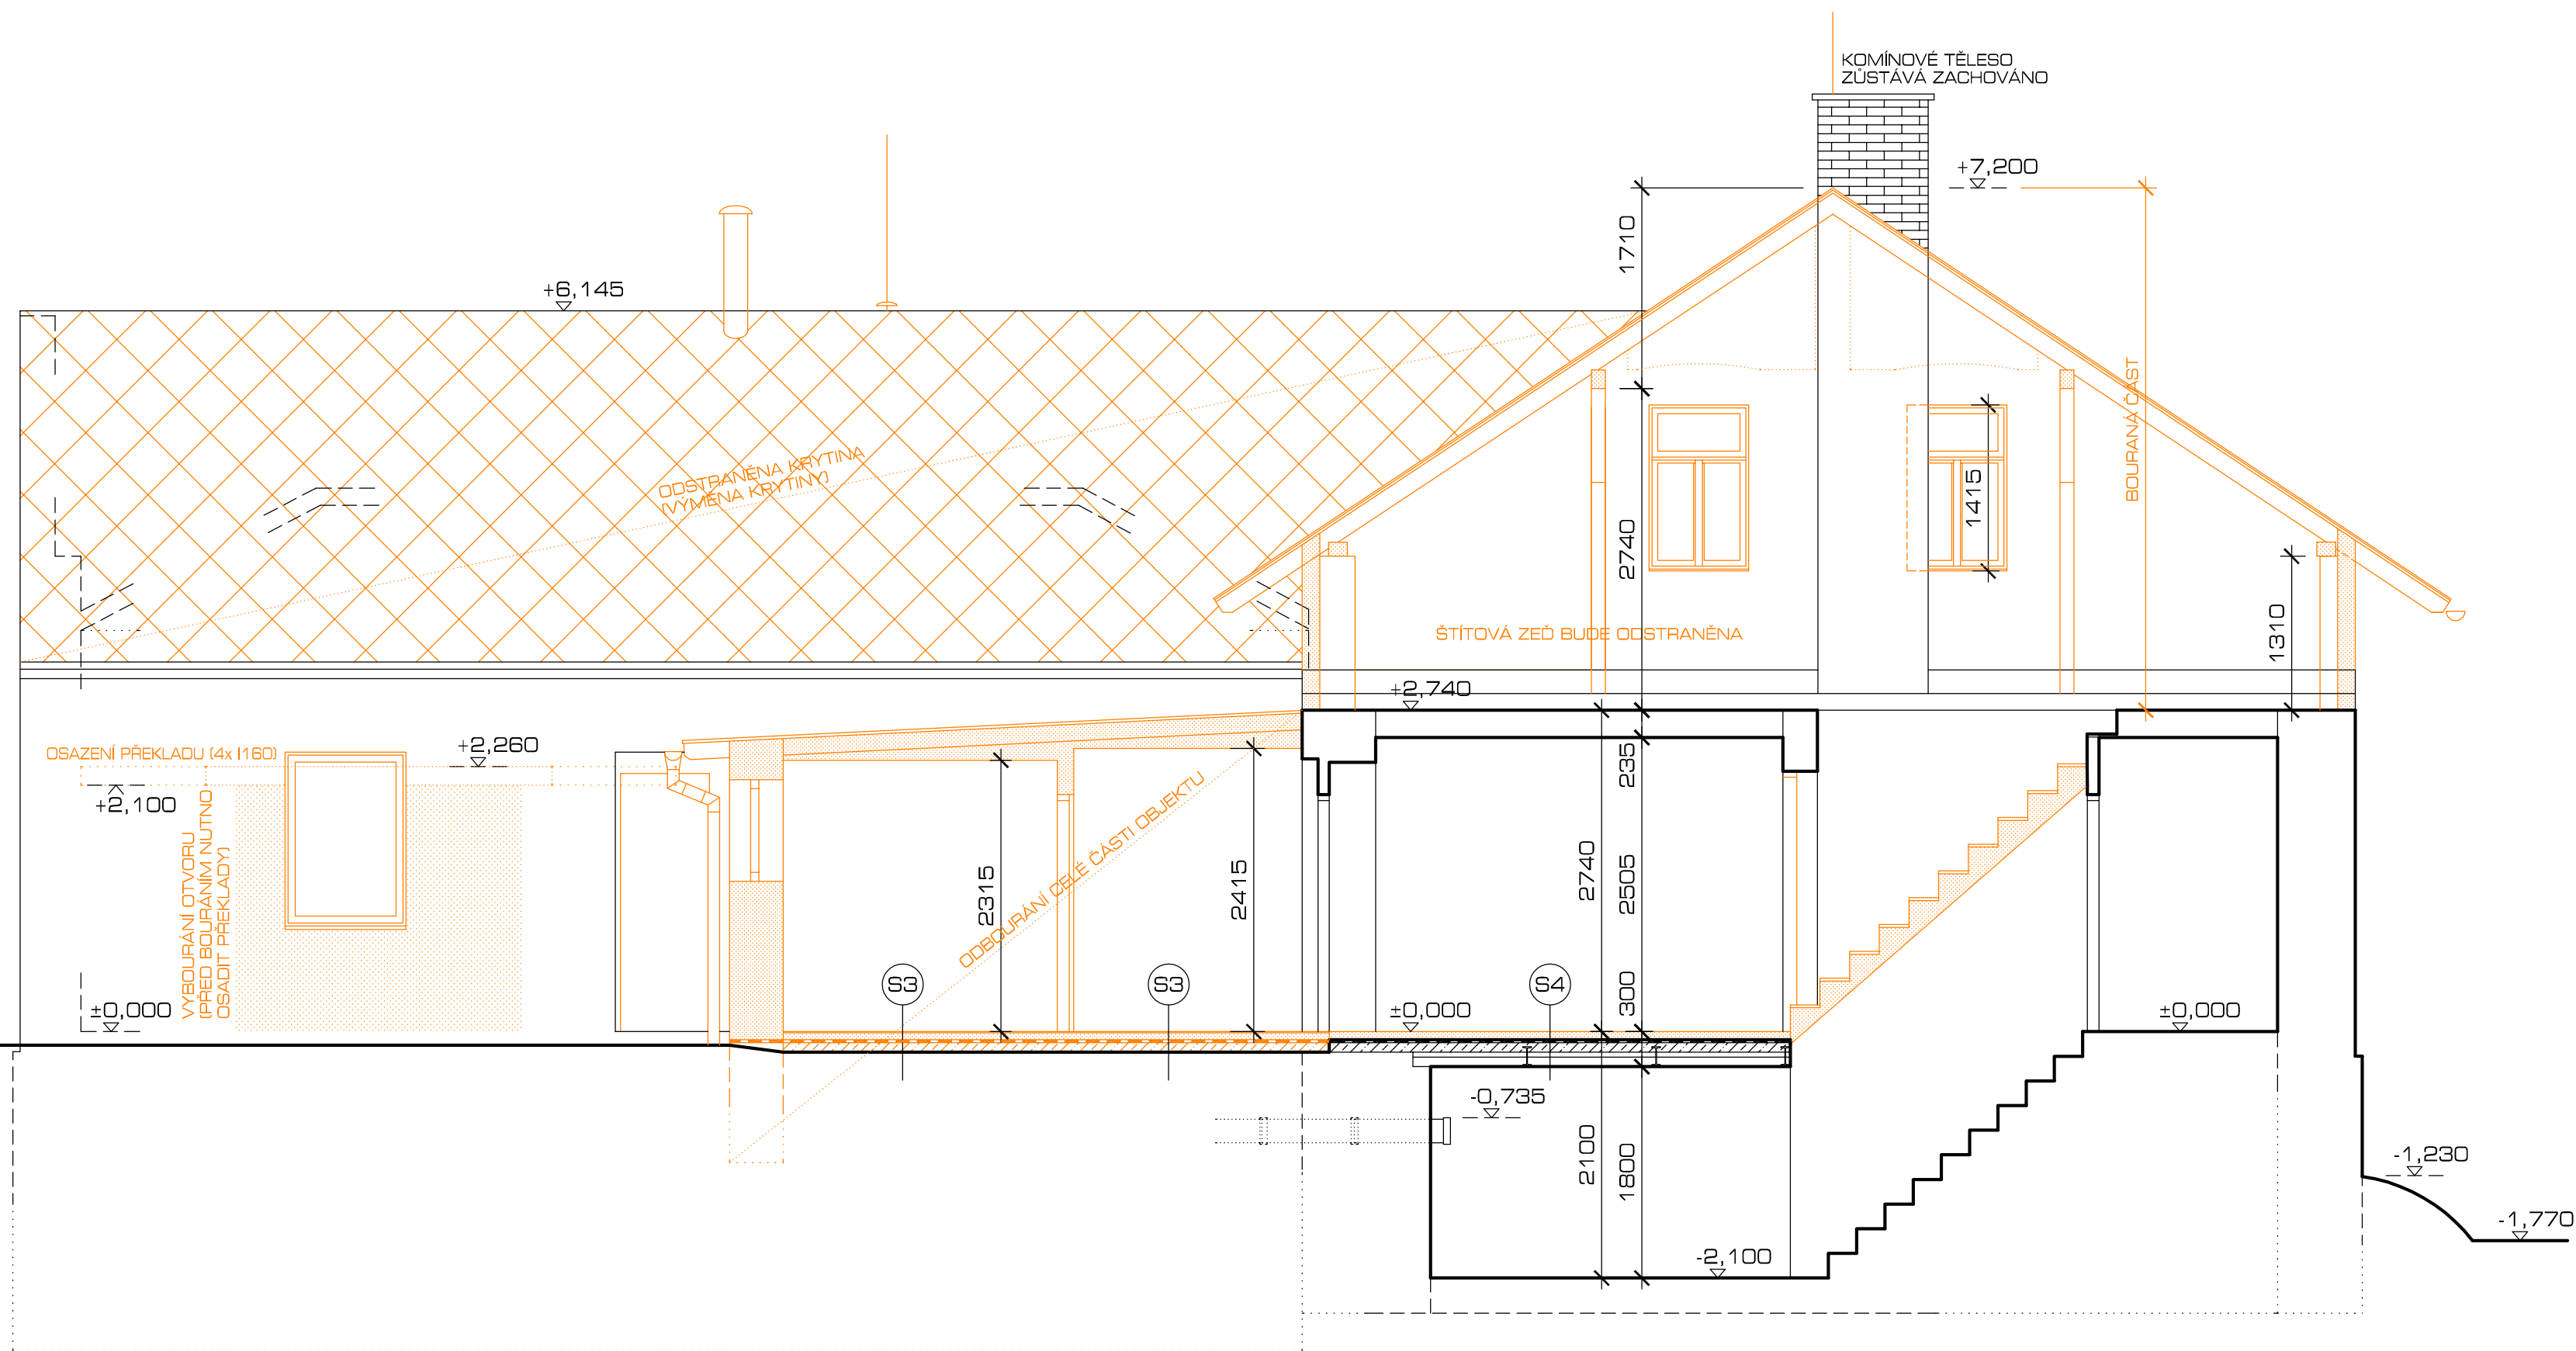 KOMÍNOVÉ TĚLESO
ZŮSTÁVÁ ZACHOVÁNO
+7,200
1710
+6,145
BOURANÁ ČÁST
ODSTRANĚNA KRYTINA
(VÝMĚNA KRYTINY)
1415
2740
ŠTÍTOVÁ ZEĎ BUDE ODSTRANĚNA
1310
+2,740
OSAZENÍ PŘEKLADU (4x I160)
+2,260
+2,100
VYBOURÁNÍ OTVORU
(PŘED BOURÁNÍM NUTNO
OSADIT PŘEKLADY)
235
2315
2415
ODBOURÁNÍ CELÉ ČÁSTI OBJEKTU
2740
2505
S3
S3
S4
300
±0,000
±0,000
±0,000
-0,735
2100
1800
-1,230
-1,770
-2,100